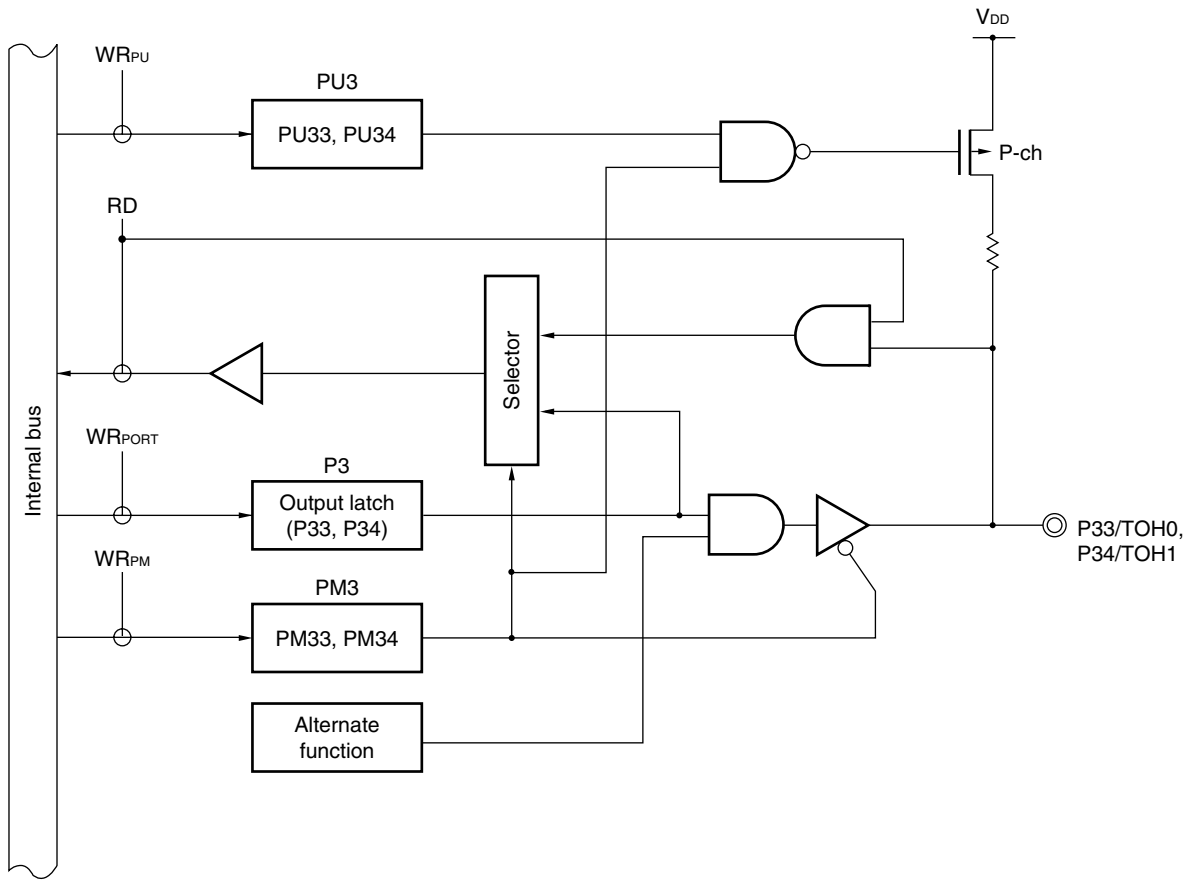 VDD
WRPU
PU3
PU33, PU34
P-ch
RD
Selector
Internal bus
WRPORT
P3
Output latch
(P33, P34)
P33/TOH0,
P34/TOH1
WRPM
PM3
PM33, PM34
Alternate
function